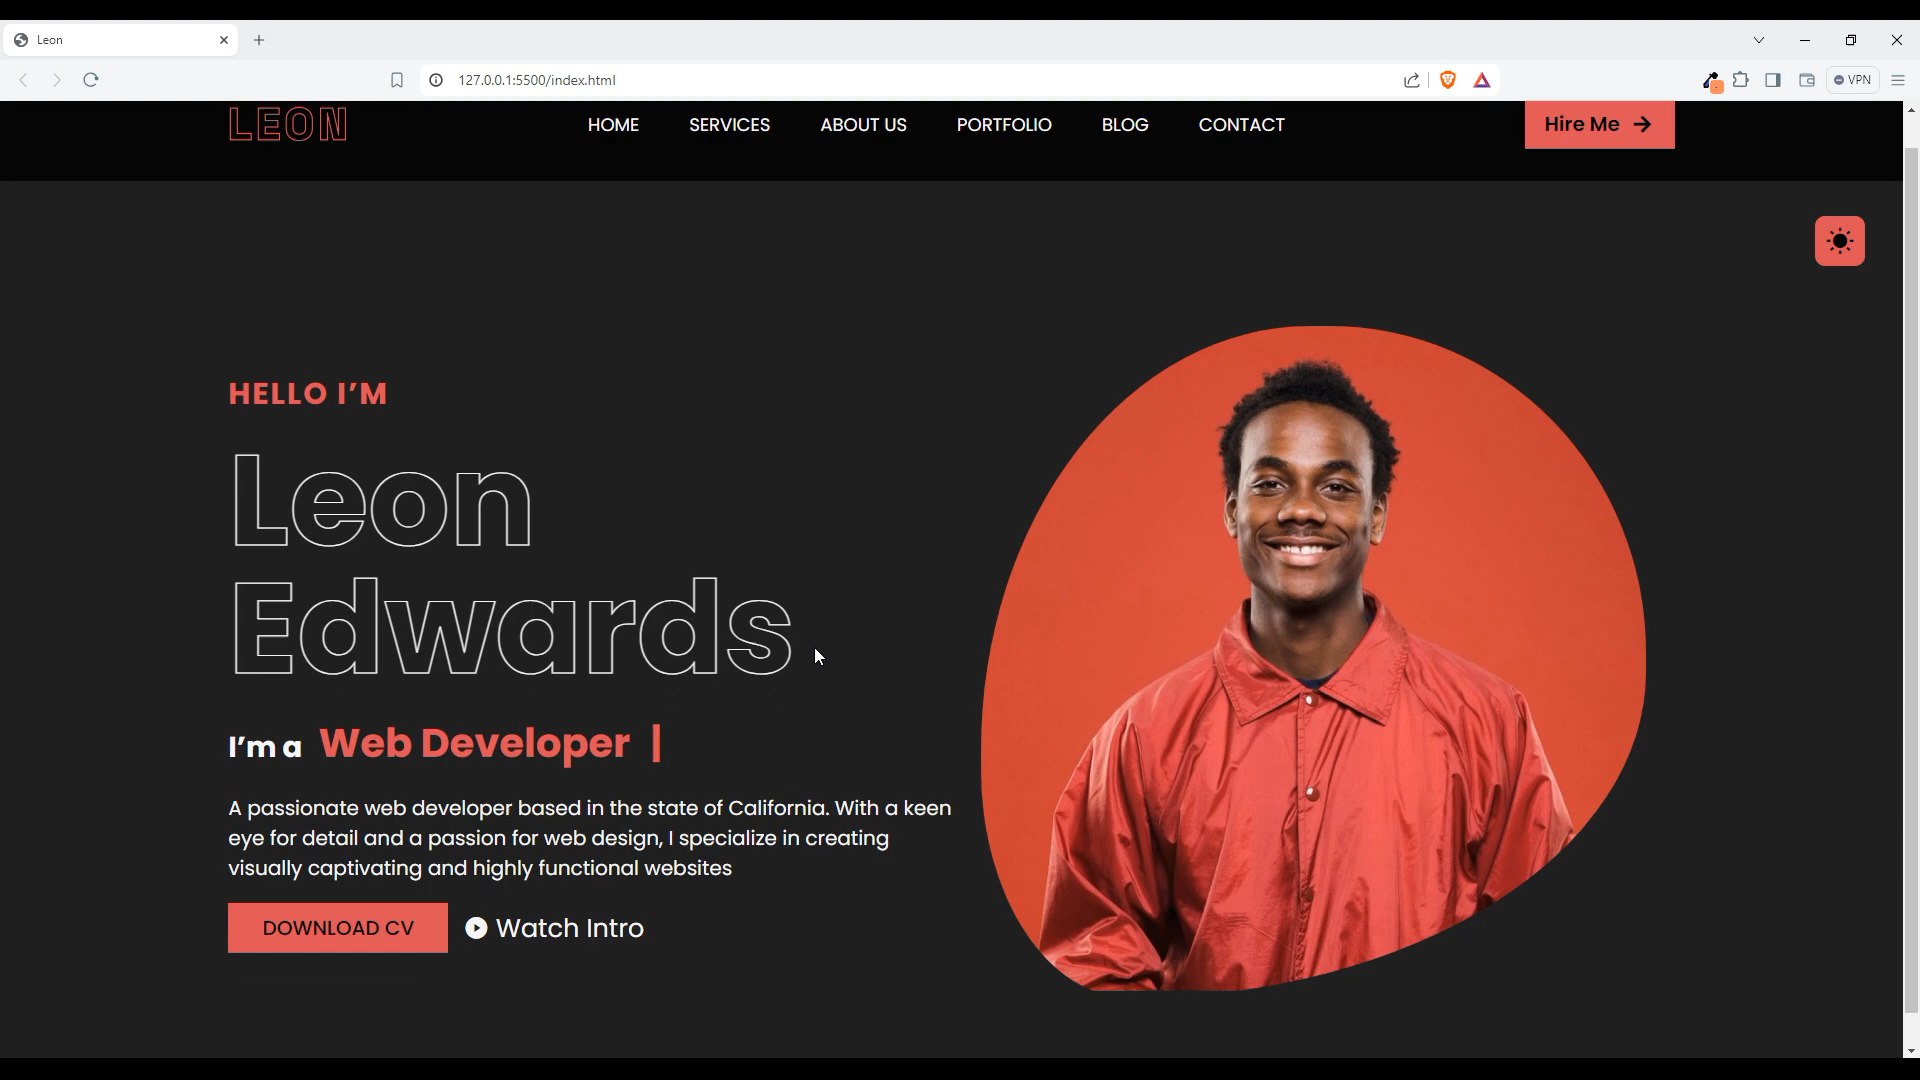 Leon
127.0.0.1:5500/index.html
VPN
LEON
HOME SERVICES ABOUT US PORTFOLIO BLOG CONTACT
Hire Me
HELLO I’M
Leon
Edwards
I’m a Web Developer |
A passionate web developer based in the state of California. With a keen
eye for detail and a passion for web design, I specialize in creating
visually captivating and highly functional websites
DOWNLOAD CV
Watch Intro